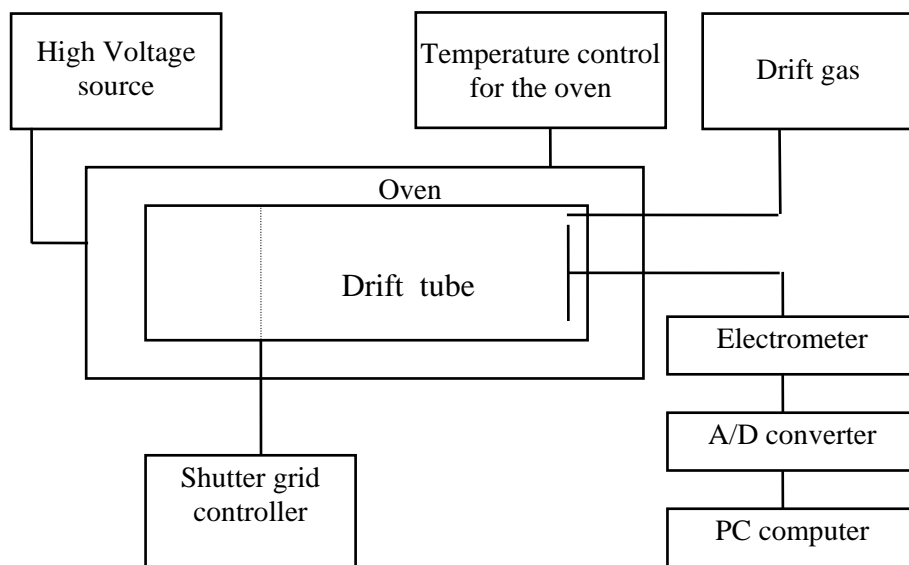 High Voltage
source
Temperature control
for the oven
Drift gas
Oven
Drift tube
Electrometer
A/D converter
Shutter grid
controller
PC computer